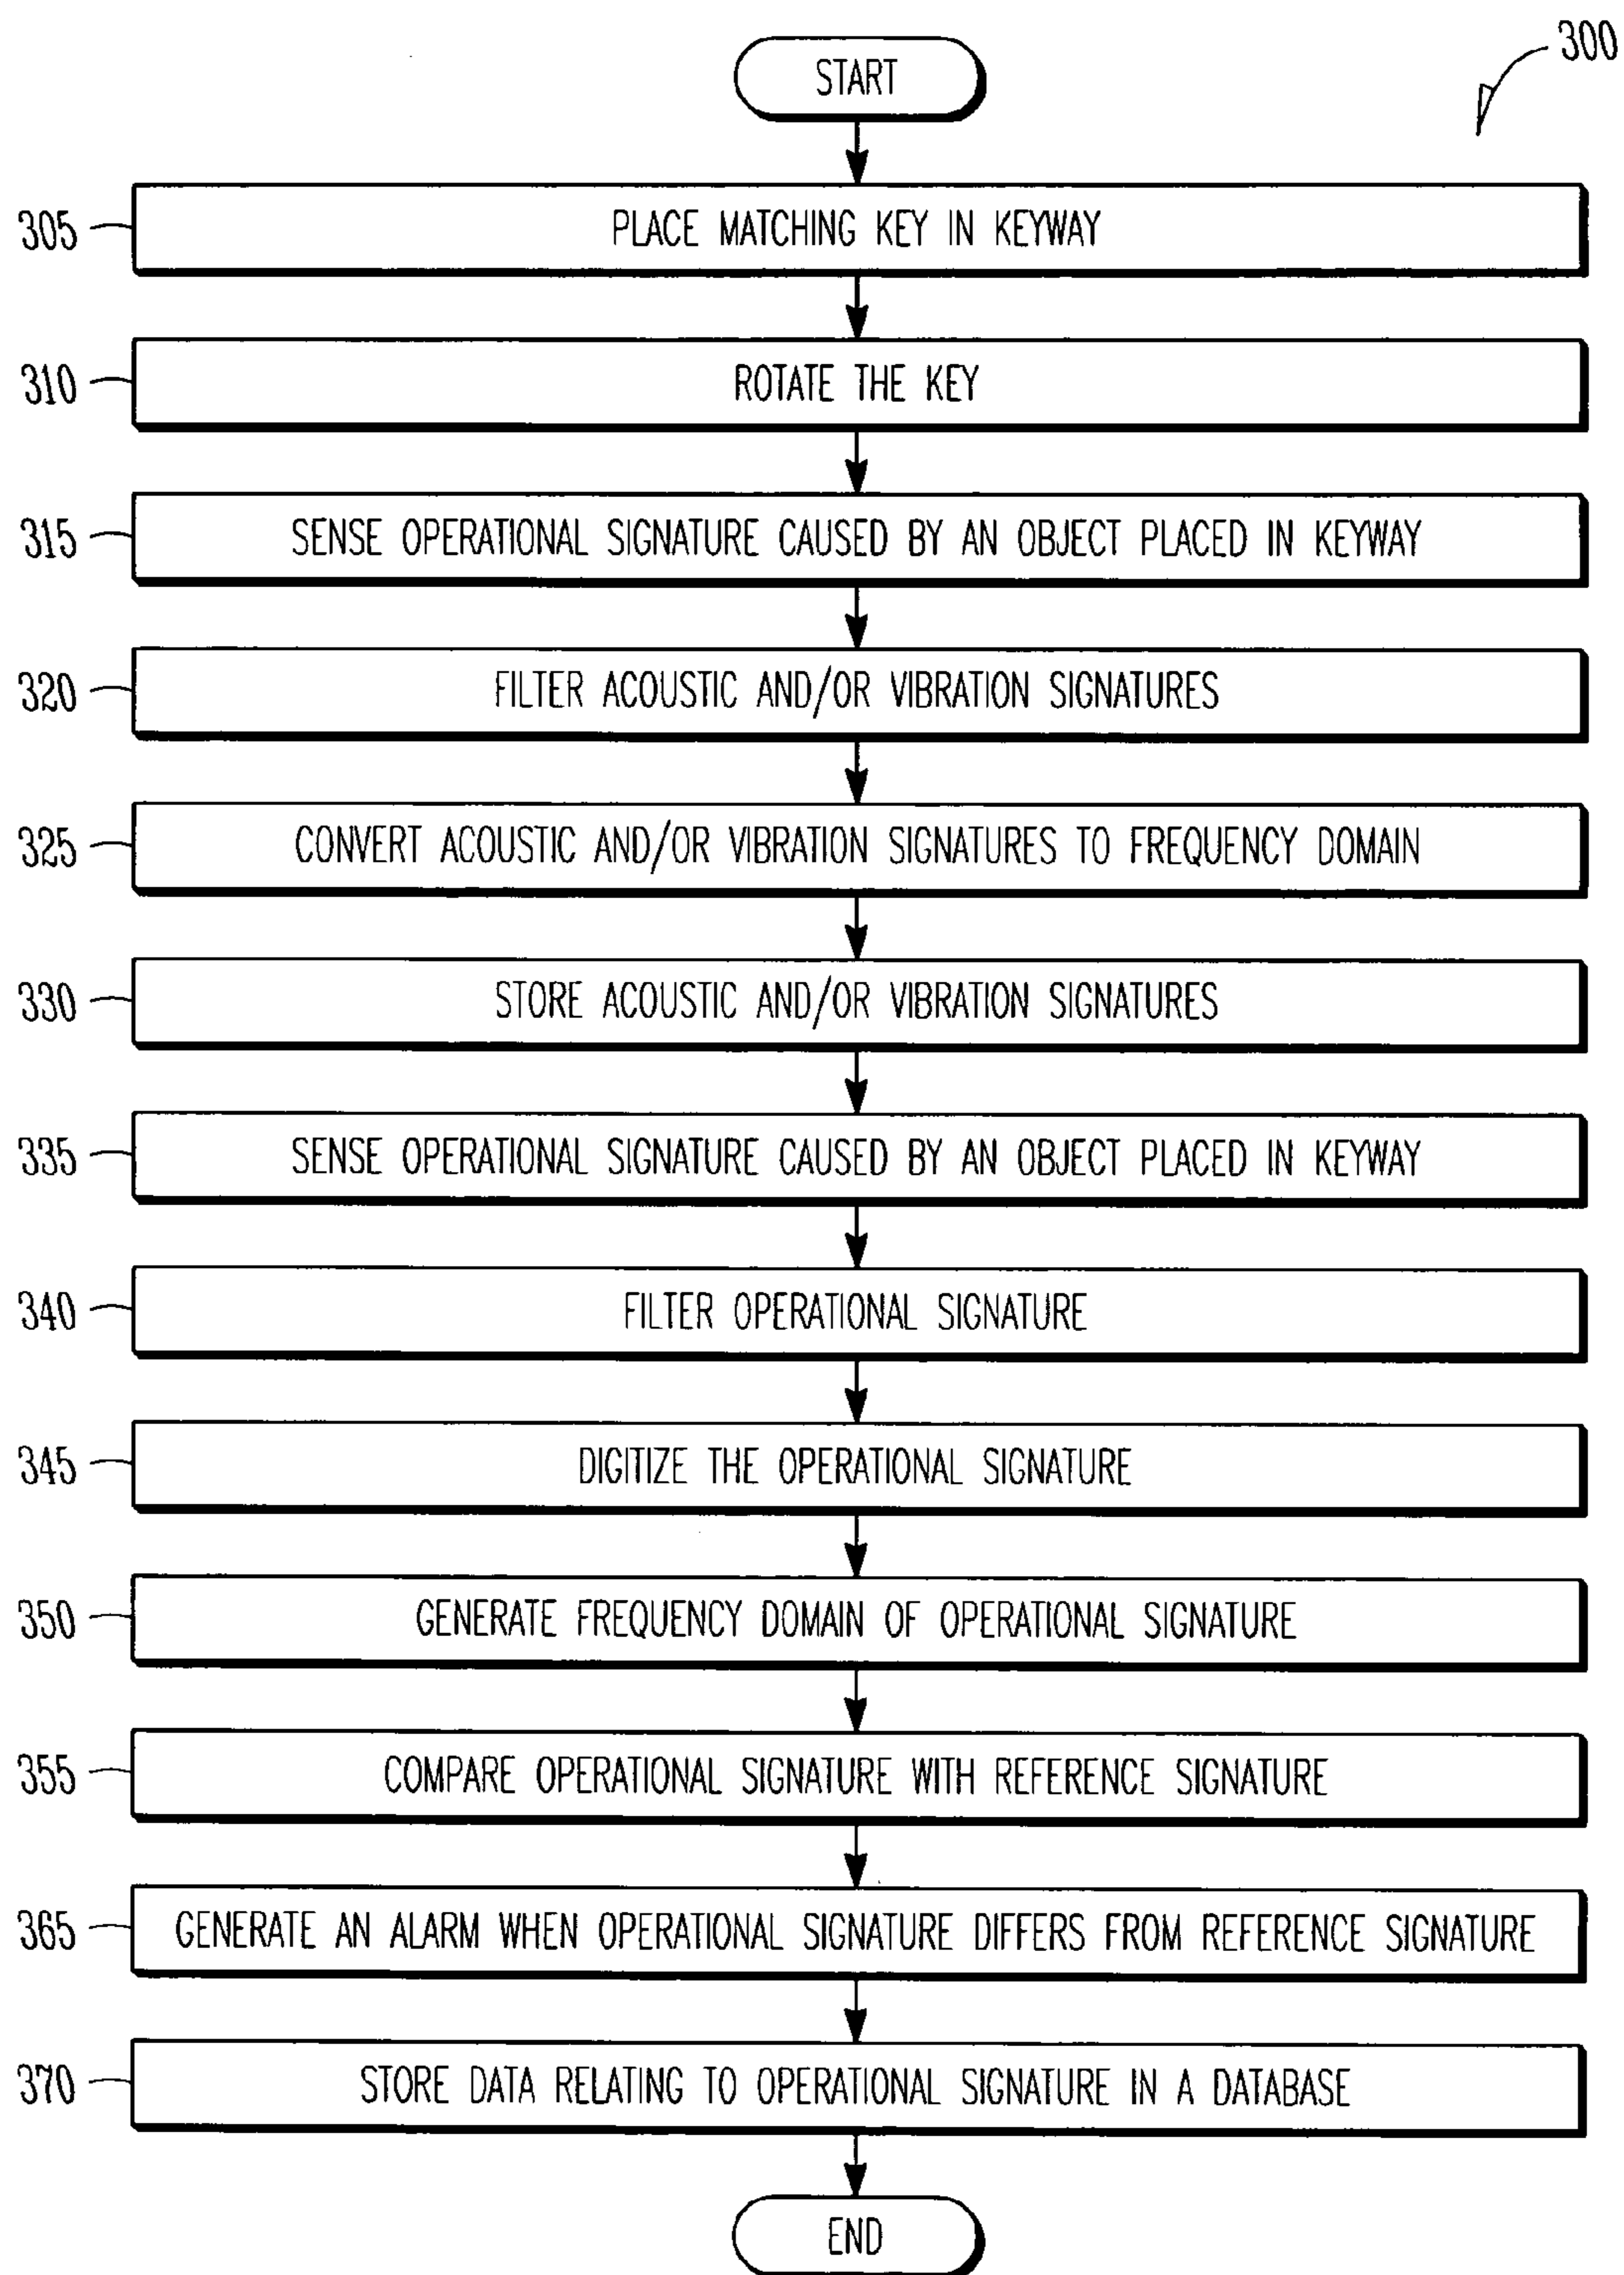 300
START
305 PLACE MATCHING KEY IN KEYWAY
310 ROTATE THE KEY
315 SENSE OPERATIONAL SIGNATURE CAUSED BY AN OBJECT PLACED IN KEYWAY
320 FILTER ACOUSTIC AND/OR VIBRATION SIGNATURES
325 CONVERT ACOUSTIC AND/OR VIBRATION SIGNATURES TO FREQUENCY DOMAIN
330 STORE ACOUSTIC AND/OR VIBRATION SIGNATURES
335 SENSE OPERATIONAL SIGNATURE CAUSED BY AN OBJECT PLACED IN KEYWAY
340 FILTER OPERATIONAL SIGNATURE
345 DIGITIZE THE OPERATIONAL SIGNATURE
350 GENERATE FREQUENCY DOMAIN OF OPERATIONAL SIGNATURE
355 COMPARE OPERATIONAL SIGNATURE WITH REFERENCE SIGNATURE
365 GENERATE AN ALARM WHEN OPERATIONAL SIGNATURE DIFFERS FROM REFERENCE SIGNATURE
370 STORE DATA RELATING TO OPERATIONAL SIGNATURE IN A DATABASE
END